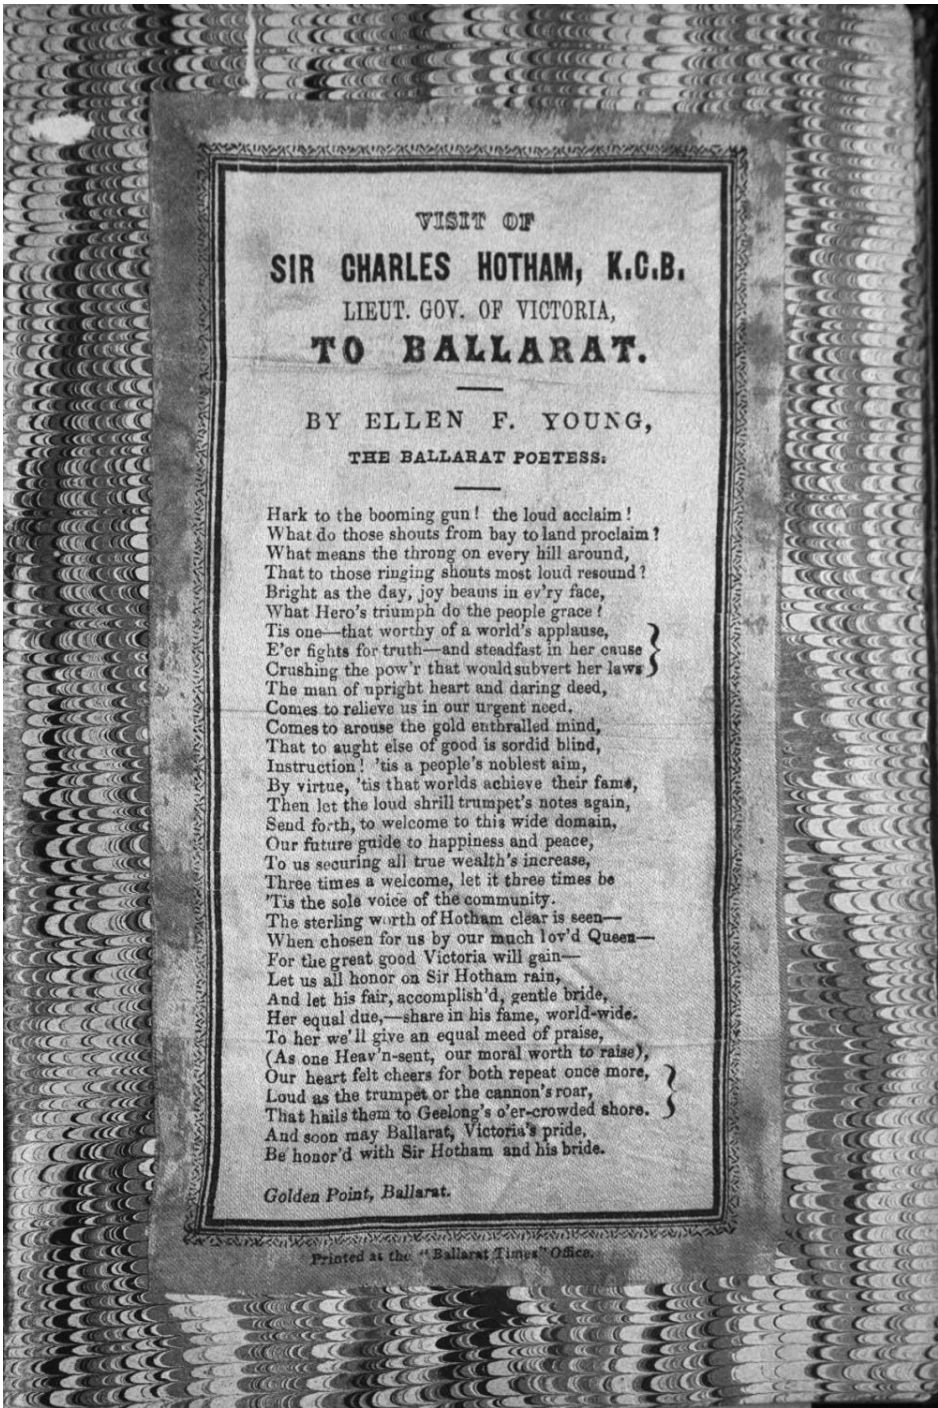 VISIT OF
SIR CHARLES HOTHAM, K.C.B.
LIEUT. GOV. OF VICTORIA,
TO BALLARAT.
BY ELLEN F. YOUNG,
THE BALLARAT POETESS.
Hark to the booming gun! the loud acclaim!
What do those shouts from bay to land proclaim?
What means the throng on every hill around,
That to those ringing shouts most loud resound?
Bright as the day, joy beams in ev'ry face,
What Hero's triumph do the people grace?
Tis one—that worthy of a world's applause,
E'er fights for truth—and steadfast in her cause
Crushing the pow'r that would subvert her laws
The man of upright heart and daring deed,
Comes to relieve us in our urgent need.
Comes to arouse the gold enthralled mind,
That to aught else of good is sordid blind,
Instruction! 'tis a people's noblest aim,
By virtue, 'tis that worlds achieve their fame,
Then let the loud shrill trumpet's notes again,
Send forth, to welcome to this wide domain,
Our future guide to happiness and peace,
To us securing all true wealth's increase,
Three times a welcome, let it three times be
'Tis the sole voice of the community.
The sterling worth of Hotham clear is seen—
When chosen for us by our much lov'd Queen—
For the great good Victoria will gain—
Let us all honor on Sir Hotham rain,
And let his fair, accomplish'd, gentle bride,
Her equal due,—share in his fame, world-wide.
To her we'll give an equal meed of praise,
(As one Heav'n-sent, our moral worth to raise),
Our heart felt cheers for both repeat once more,
Loud as the trumpet or the cannon's roar,
That hails them to Geelong's o'er-crowded shore.
And soon may Ballarat, Victoria's pride,
Be honor'd with Sir Hotham and his bride.
Golden Point, Ballarat.
Printed at the "Ballarat Times" Office.